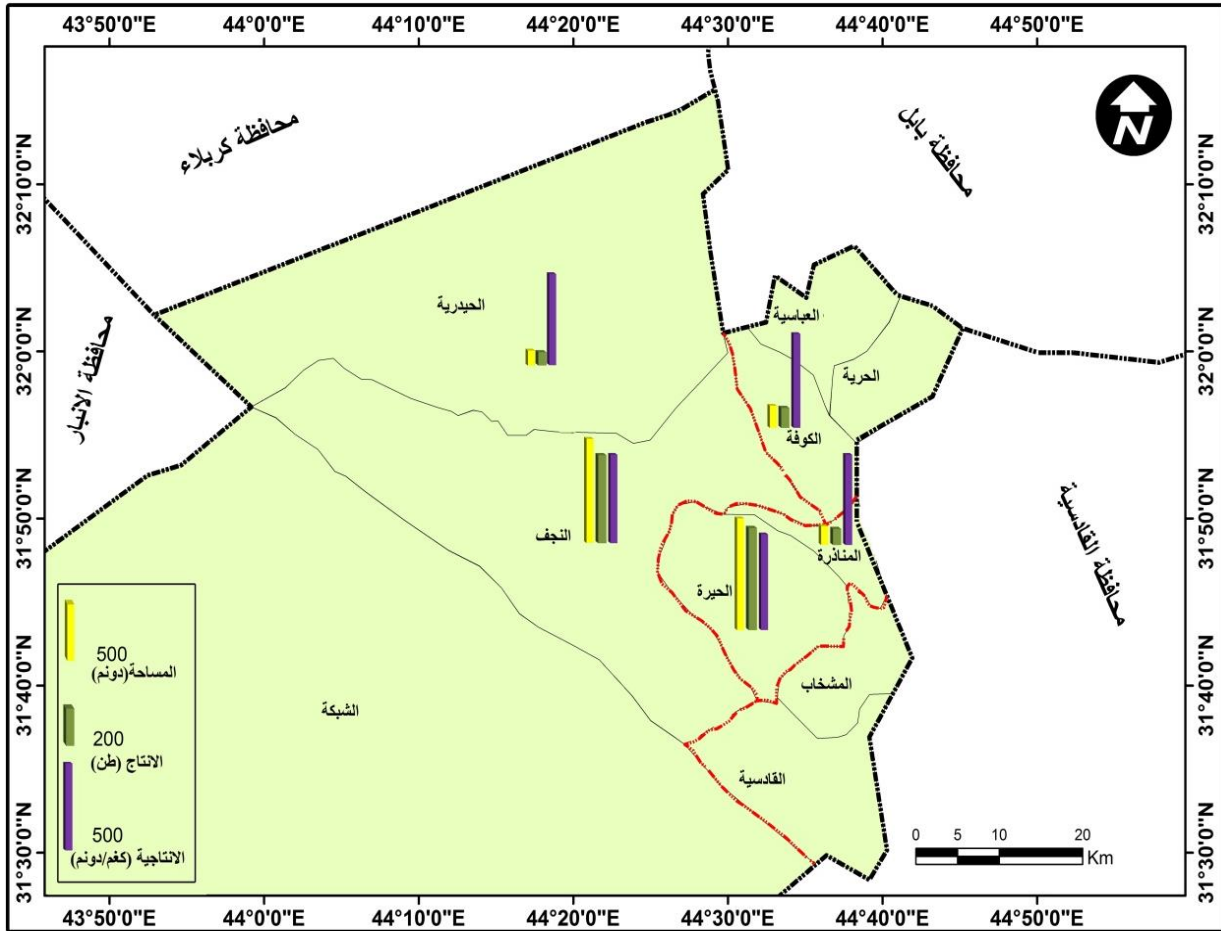 43°50'0"E 44°0'0"E 44°10'0"E 44°20'0"E 44°30'0"E 44°40'0"E 44°50'0"E
محافظة كربلاء
محافظة بابل
32°10'0"N 32°10'0"N
الحيدرية
العباسية
محافظة الانبار
32°0'0"N 32°0'0"N
الحرية
الكوفة
محافظة القادسية
31°50'0"N 31°50'0"N
النجف
المناذرة
الحيرة
500
المساحة(دونم)
31°40'0"N 31°40'0"N
المشخاب
الشبكة
200
الانتاج (طن)
القادسية
500
الانتاجية (كغم/دونم)
0 5 10 20
Km
31°30'0"N 31°30'0"N
43°50'0"E 44°0'0"E 44°10'0"E 44°20'0"E 44°30'0"E 44°40'0"E 44°50'0"E
N